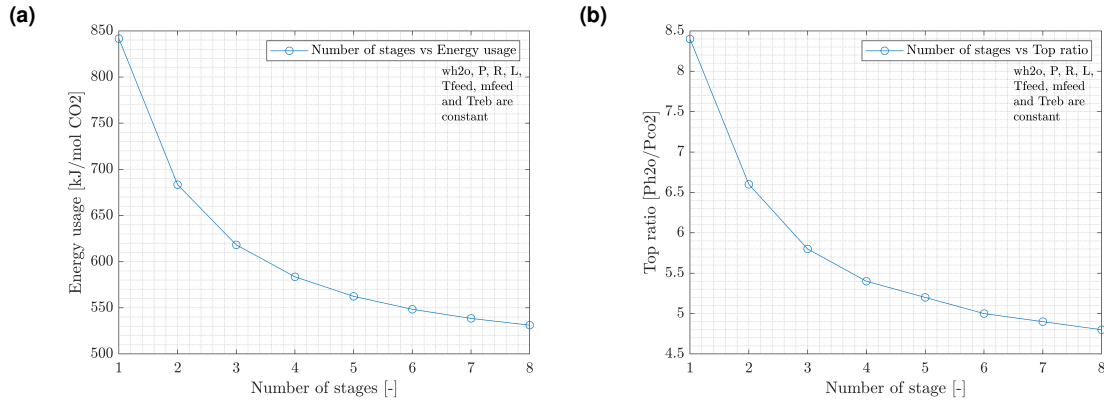 (a)
850
800
750
700
650
600
550
500
Energy usage [kJ/mol CO2]
Number of stages vs Energy usage
wh2o, P, R, L,
Tfeed, mfeed
and Treb are
constant
1 2 3 4 5 6 7 8
Number of stages [-]
(b)
8.5
8
7.5
7
6.5
6
5.5
5
4.5
Top ratio [Ph2o/Pco2]
Number of stages vs Top ratio
wh2o, P, R, L,
Tfeed, mfeed
and Treb are
constant
1 2 3 4 5 6 7 8
Number of stage [-]